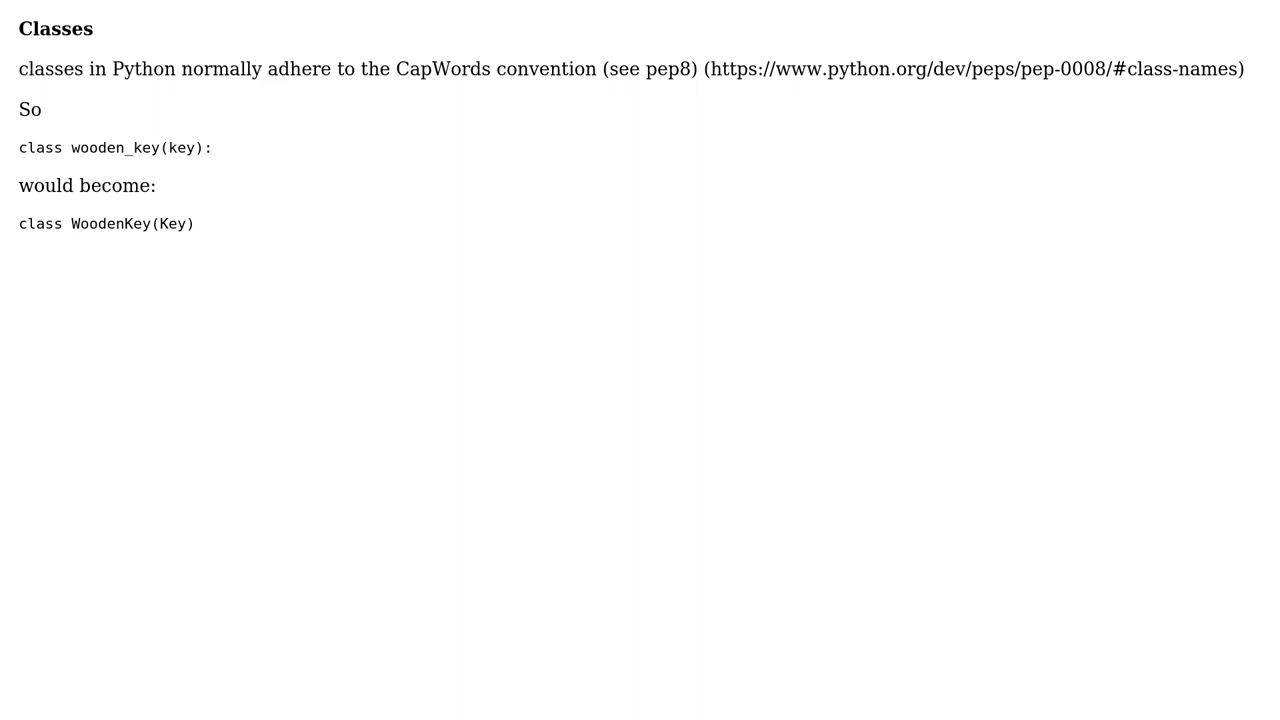 Classes
classes in Python normally adhere to the CapWords convention (see pep8) (https://www.python.org/dev/peps/pep-0008/#class-names)
So
class wooden_key(key):
would become:
class WoodenKey(Key)